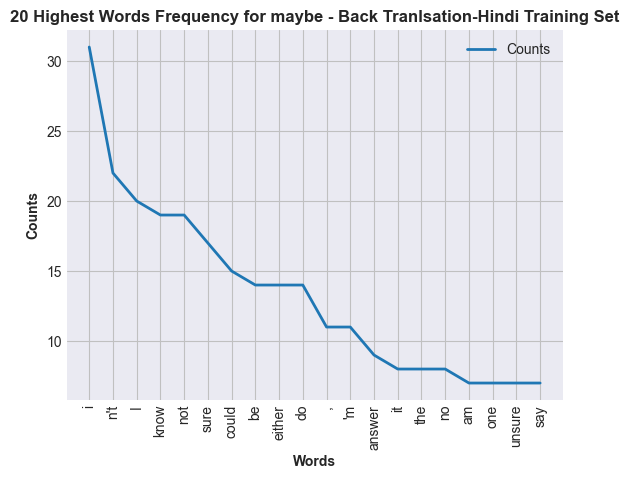 20 Highest Words Frequency for maybe - Back Tranlsation-Hindi Training Set
Counts
30
25
20
15
10
Counts
i
n't
I
know
not
sure
could
be
either
do
,
'm
answer
it
the
no
am
one
unsure
say
Words